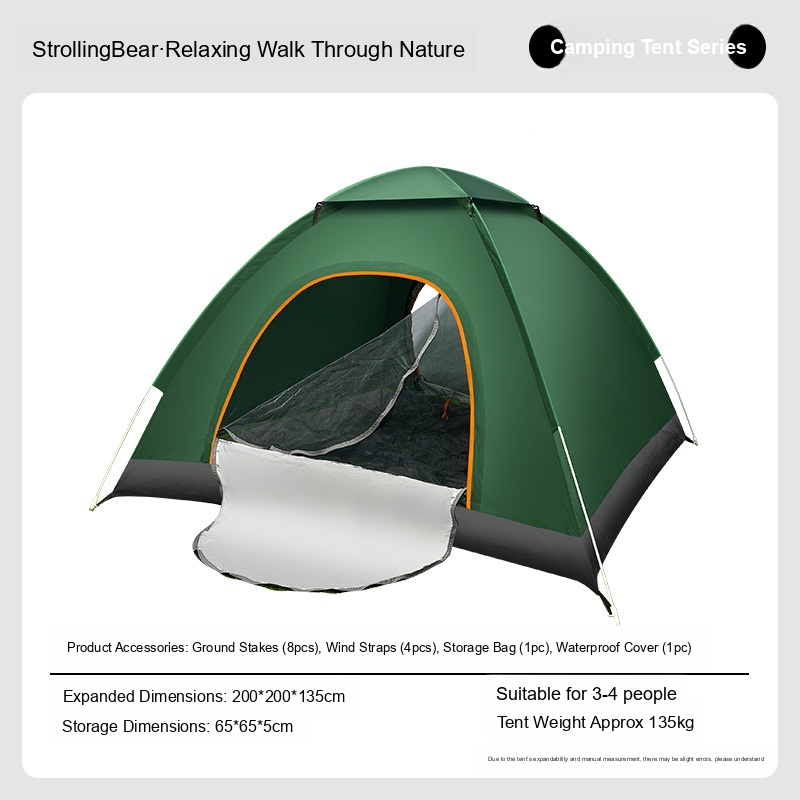 StrollingBear·Relaxing Walk Through Nature
Camping Tent Series
Product Accessories: Ground Stakes (8pcs), Wind Straps (4pcs), Storage Bag (1pc), Waterproof Cover (1pc)
Expanded Dimensions: 200*200*135cm
Suitable for 3-4 people
Storage Dimensions: 65*65*5cm
Tent Weight Approx 135kg
Due to the tent's expandability and manual measurement, there may be slight errors, please understand